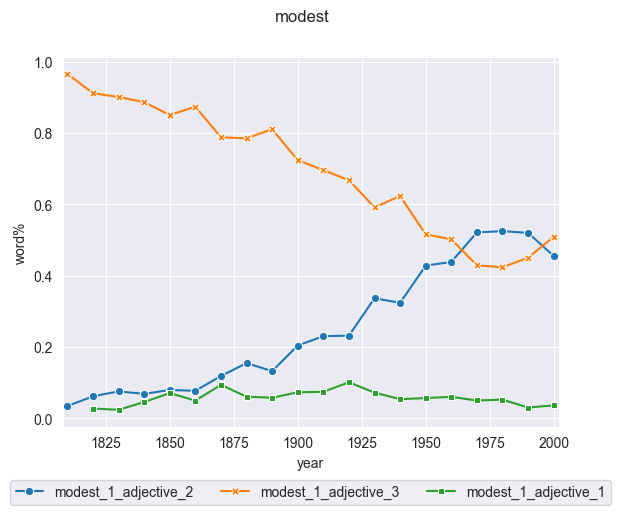 modest
1.0
0.8
0.6
0.4
0.2
0.0
word%
1825 1850 1875 1900 1925 1950 1975 2000
year
modest_1_adjective_2 modest_1_adjective_3 modest_1_adjective_1